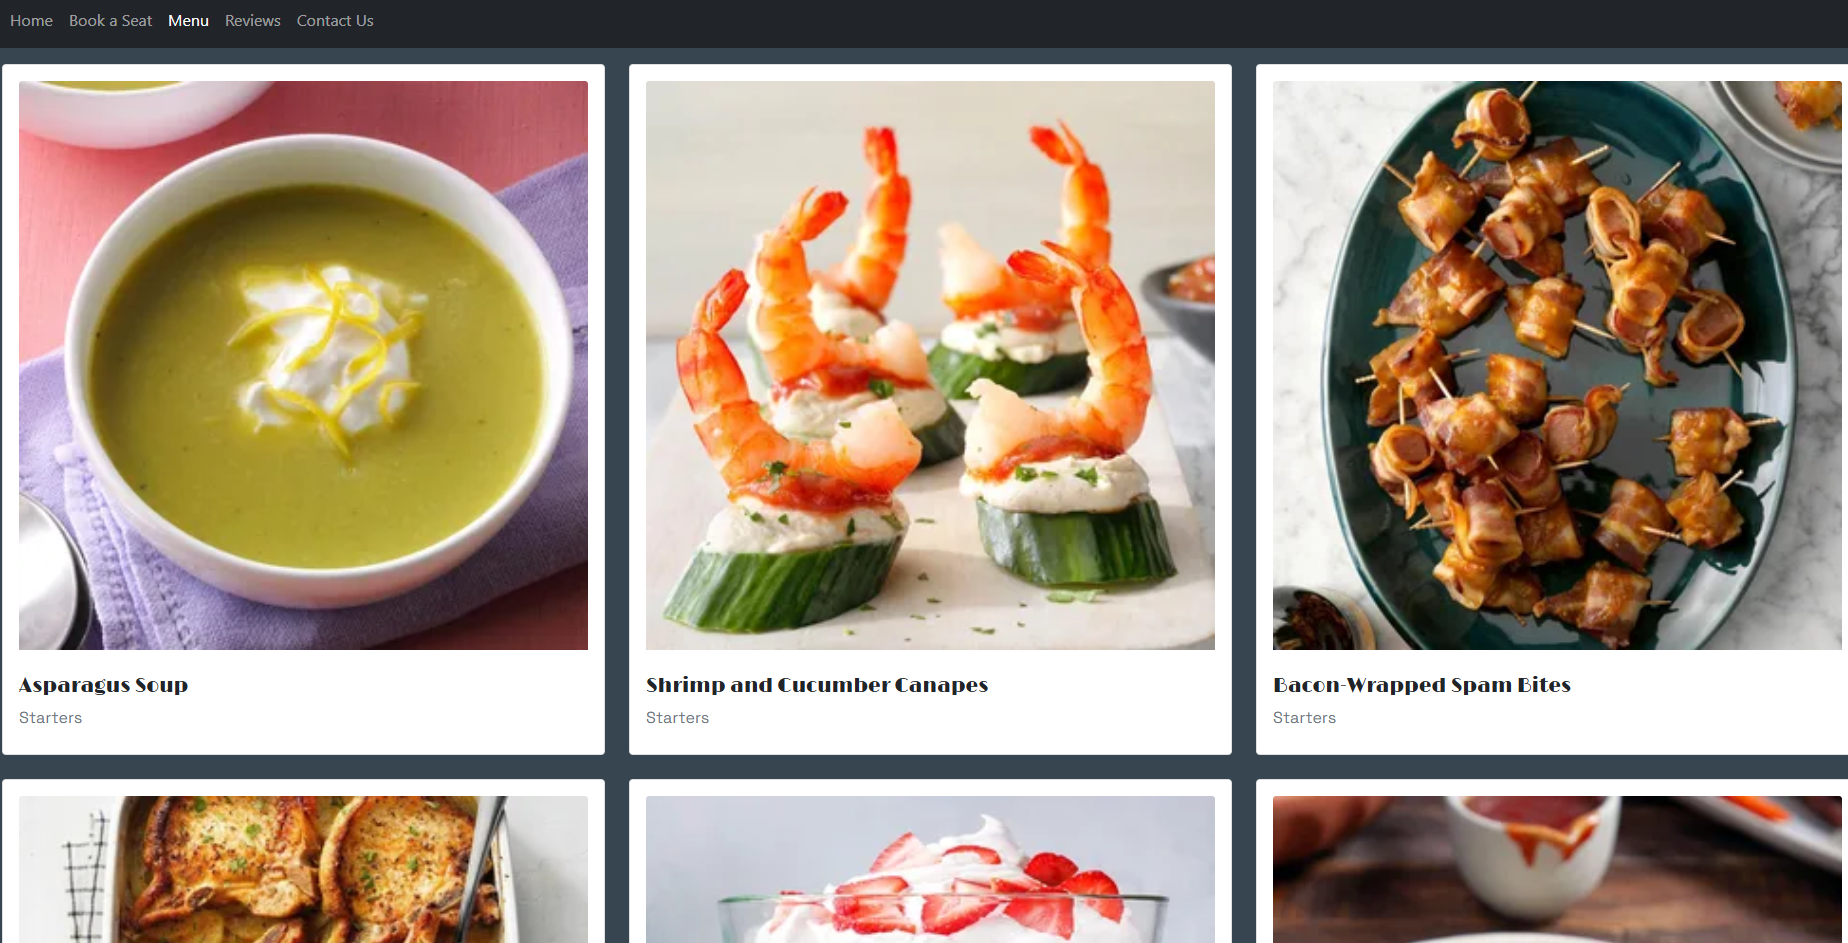 Home Book a Seat Menu Reviews Contact Us
Asparagus Soup
Starters
Shrimp and Cucumber Canapes
Starters
Bacon-Wrapped Spam Bites
Starters